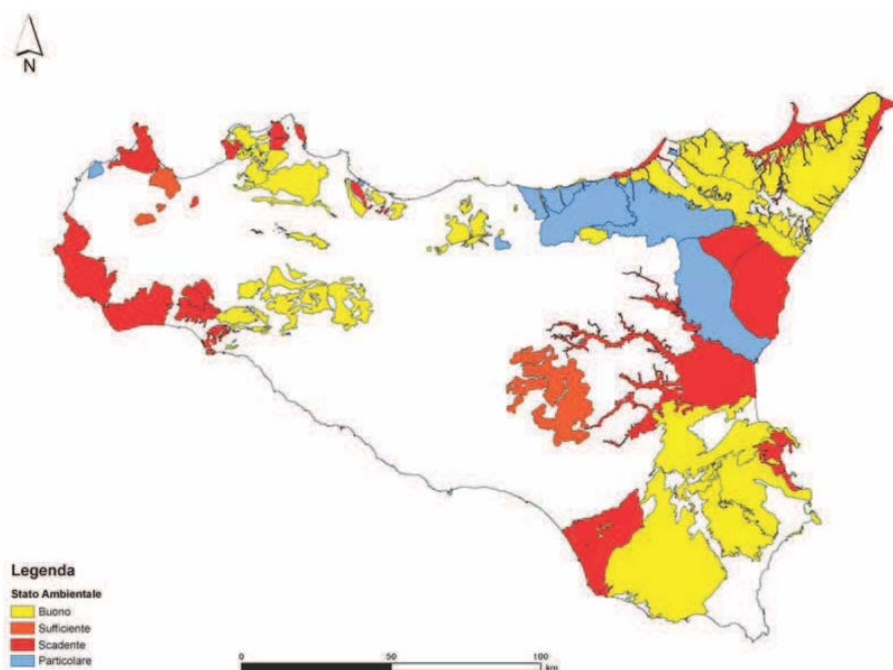 N
Legenda
Stato Ambientale
Buono
Sufficiente
Scadente
Particolare
0 50 100
km